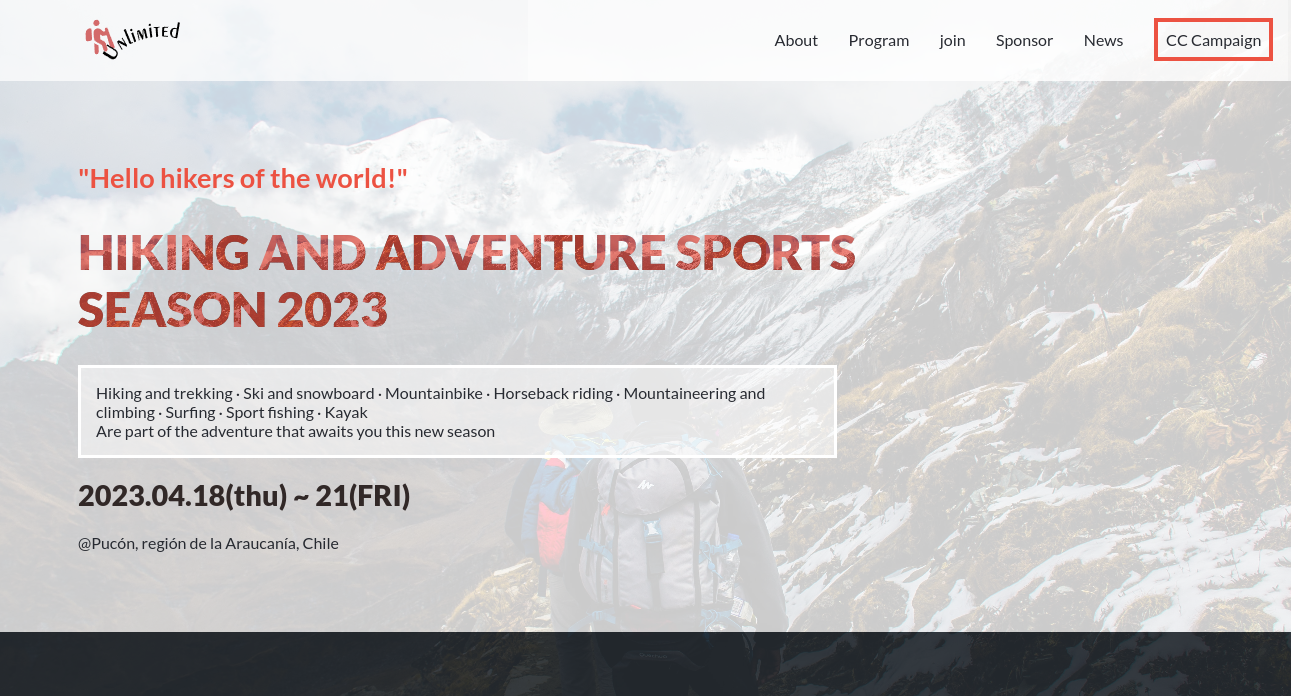 Unlimited
About Program join Sponsor News CC Campaign
"Hello hikers of the world!"
HIKING AND ADVENTURE SPORTS
SEASON 2023
Hiking and trekking · Ski and snowboard · Mountainbike · Horseback riding · Mountaineering and
climbing · Surfing · Sport fishing · Kayak
Are part of the adventure that awaits you this new season
2023.04.18(thu) ~ 21(FRI)
@Pucón, región de la Araucanía, Chile